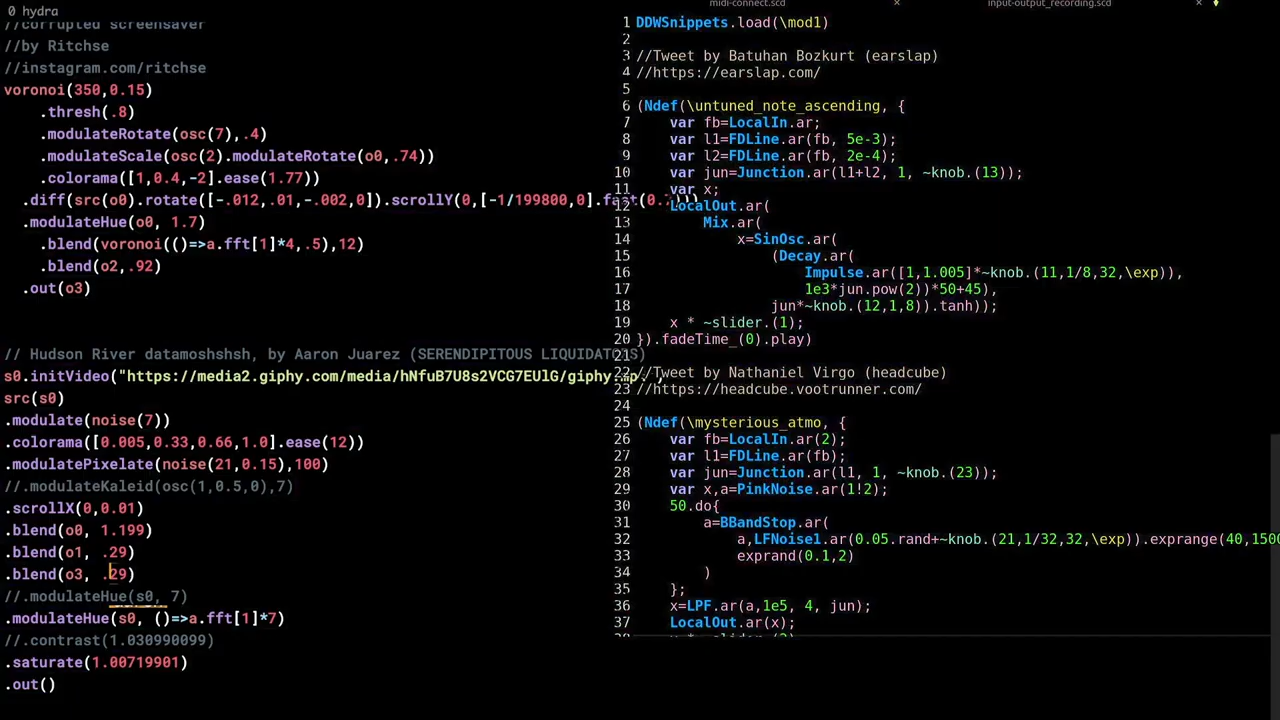 0 hydra
//corrupted screensaver
//by Ritchse
//instagram.com/ritchse
voronoi(350,0.15)
    .thresh(.8)
    .modulateRotate(osc(7),.4)
    .modulateScale(osc(2).modulateRotate(o0,.74))
    .colorama([1,0.4,-2].ease(1.77))
  .diff(src(o0).rotate([-.012,.01,-.002,0]).scrollY(0,[-1/199800,0].fast(0.
  .modulateHue(o0, 1.7)
    .blend(voronoi(()=>a.fft[1]*4,.5),12)
    .blend(o2,.92)
  .out(o3)
// Hudson River datamoshshsh, by Aaron Juarez (SERENDIPITOUS LIQUIDATORS)
s0.initVideo("https://media2.giphy.com/media/hNfuB7U8s2VCG7EUlG/giphy
src(s0)
.modulate(noise(7))
.colorama([0.005,0.33,0.66,1.0].ease(12))
.modulatePixelate(noise(21,0.15),100)
//.modulateKaleid(osc(1,0.5,0),7)
.scrollX(0,0.01)
.blend(o0, 1.199)
.blend(o1, .29)
.blend(o3, .29)
//.modulateHue(s0, 7)
.modulateHue(s0, ()=>a.fft[1]*7)
//.contrast(1.030990099)
.saturate(1.00719901)
.out()
midi-connect.scd × input-output_recording.scd ×
1 DDWSnippets.load(\mod1)
2
3 //Tweet by Batuhan Bozkurt (earslap)
4 //https://earslap.com/
5
6 (Ndef(\untuned_note_ascending, {
7     var fb=LocalIn.ar;
8     var l1=FDLine.ar(fb, 5e-3);
9     var l2=FDLine.ar(fb, 2e-4);
10     var jun=Junction.ar(l1+l2, 1, ~knob.(13));
11     var x;
12     LocalOut.ar(
13         Mix.ar(
14             x=SinOsc.ar(
15                 (Decay.ar(
16                     Impulse.ar([1,1.005]*~knob.(11,1/8,32,\exp)),
17                     1e3*jun.pow(2))*50+45),
18                 jun*~knob.(12,1,8)).tanh));
19     x * ~slider.(1);
20 }).fadeTime_(0).play)
21
22 //Tweet by Nathaniel Virgo (headcube)
23 //https://headcube.vootrunner.com/
24
25 (Ndef(\mysterious_atmo, {
26     var fb=LocalIn.ar(2);
27     var l1=FDLine.ar(fb);
28     var jun=Junction.ar(l1, 1, ~knob.(23));
29     var x,a=PinkNoise.ar(1!2);
30     50.do{
31         a=BBandStop.ar(
32             a,LFNoise1.ar(0.05.rand+~knob.(21,1/32,32,\exp)).exprange(40,1500
33             exprand(0.1,2)
34         )
35     };
36     x=LPF.ar(a,1e5, 4, jun);
37     LocalOut.ar(x);